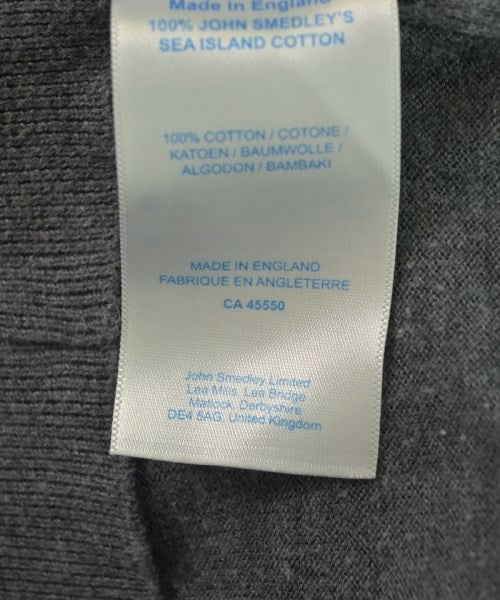 Made in England
100% JOHN SMEDLEY'S
SEA ISLAND COTTON
100% COTTON / COTONE /
KATOEN / BAUMWOLLE /
ALGODON / BAMBAKI
MADE IN ENGLAND
FABRIQUE EN ANGLETERRE
CA 45550
John Smedley Limited
Lea Mills, Lea Bridge
Matlock, Derbyshire
DE4 5AG, United Kingdom